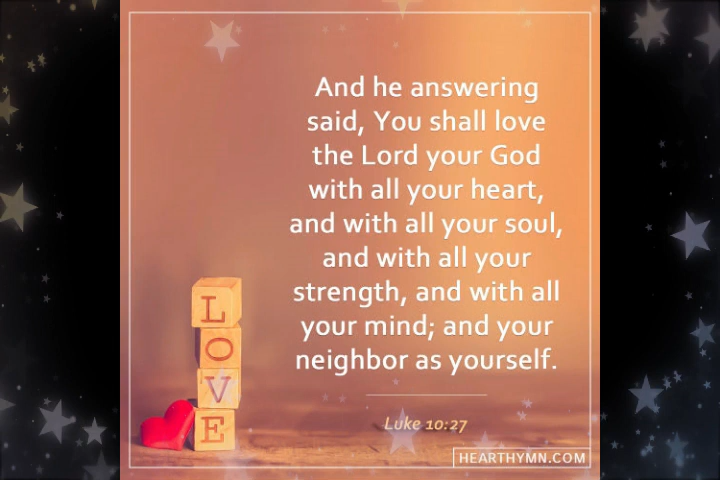 And he answering
said, You shall love
the Lord your God
with all your heart,
and with all your soul,
and with all your
strength, and with all
your mind; and your
neighbor as yourself.
Luke 10:27
HEARTHYMN.COM
L
O
V
E